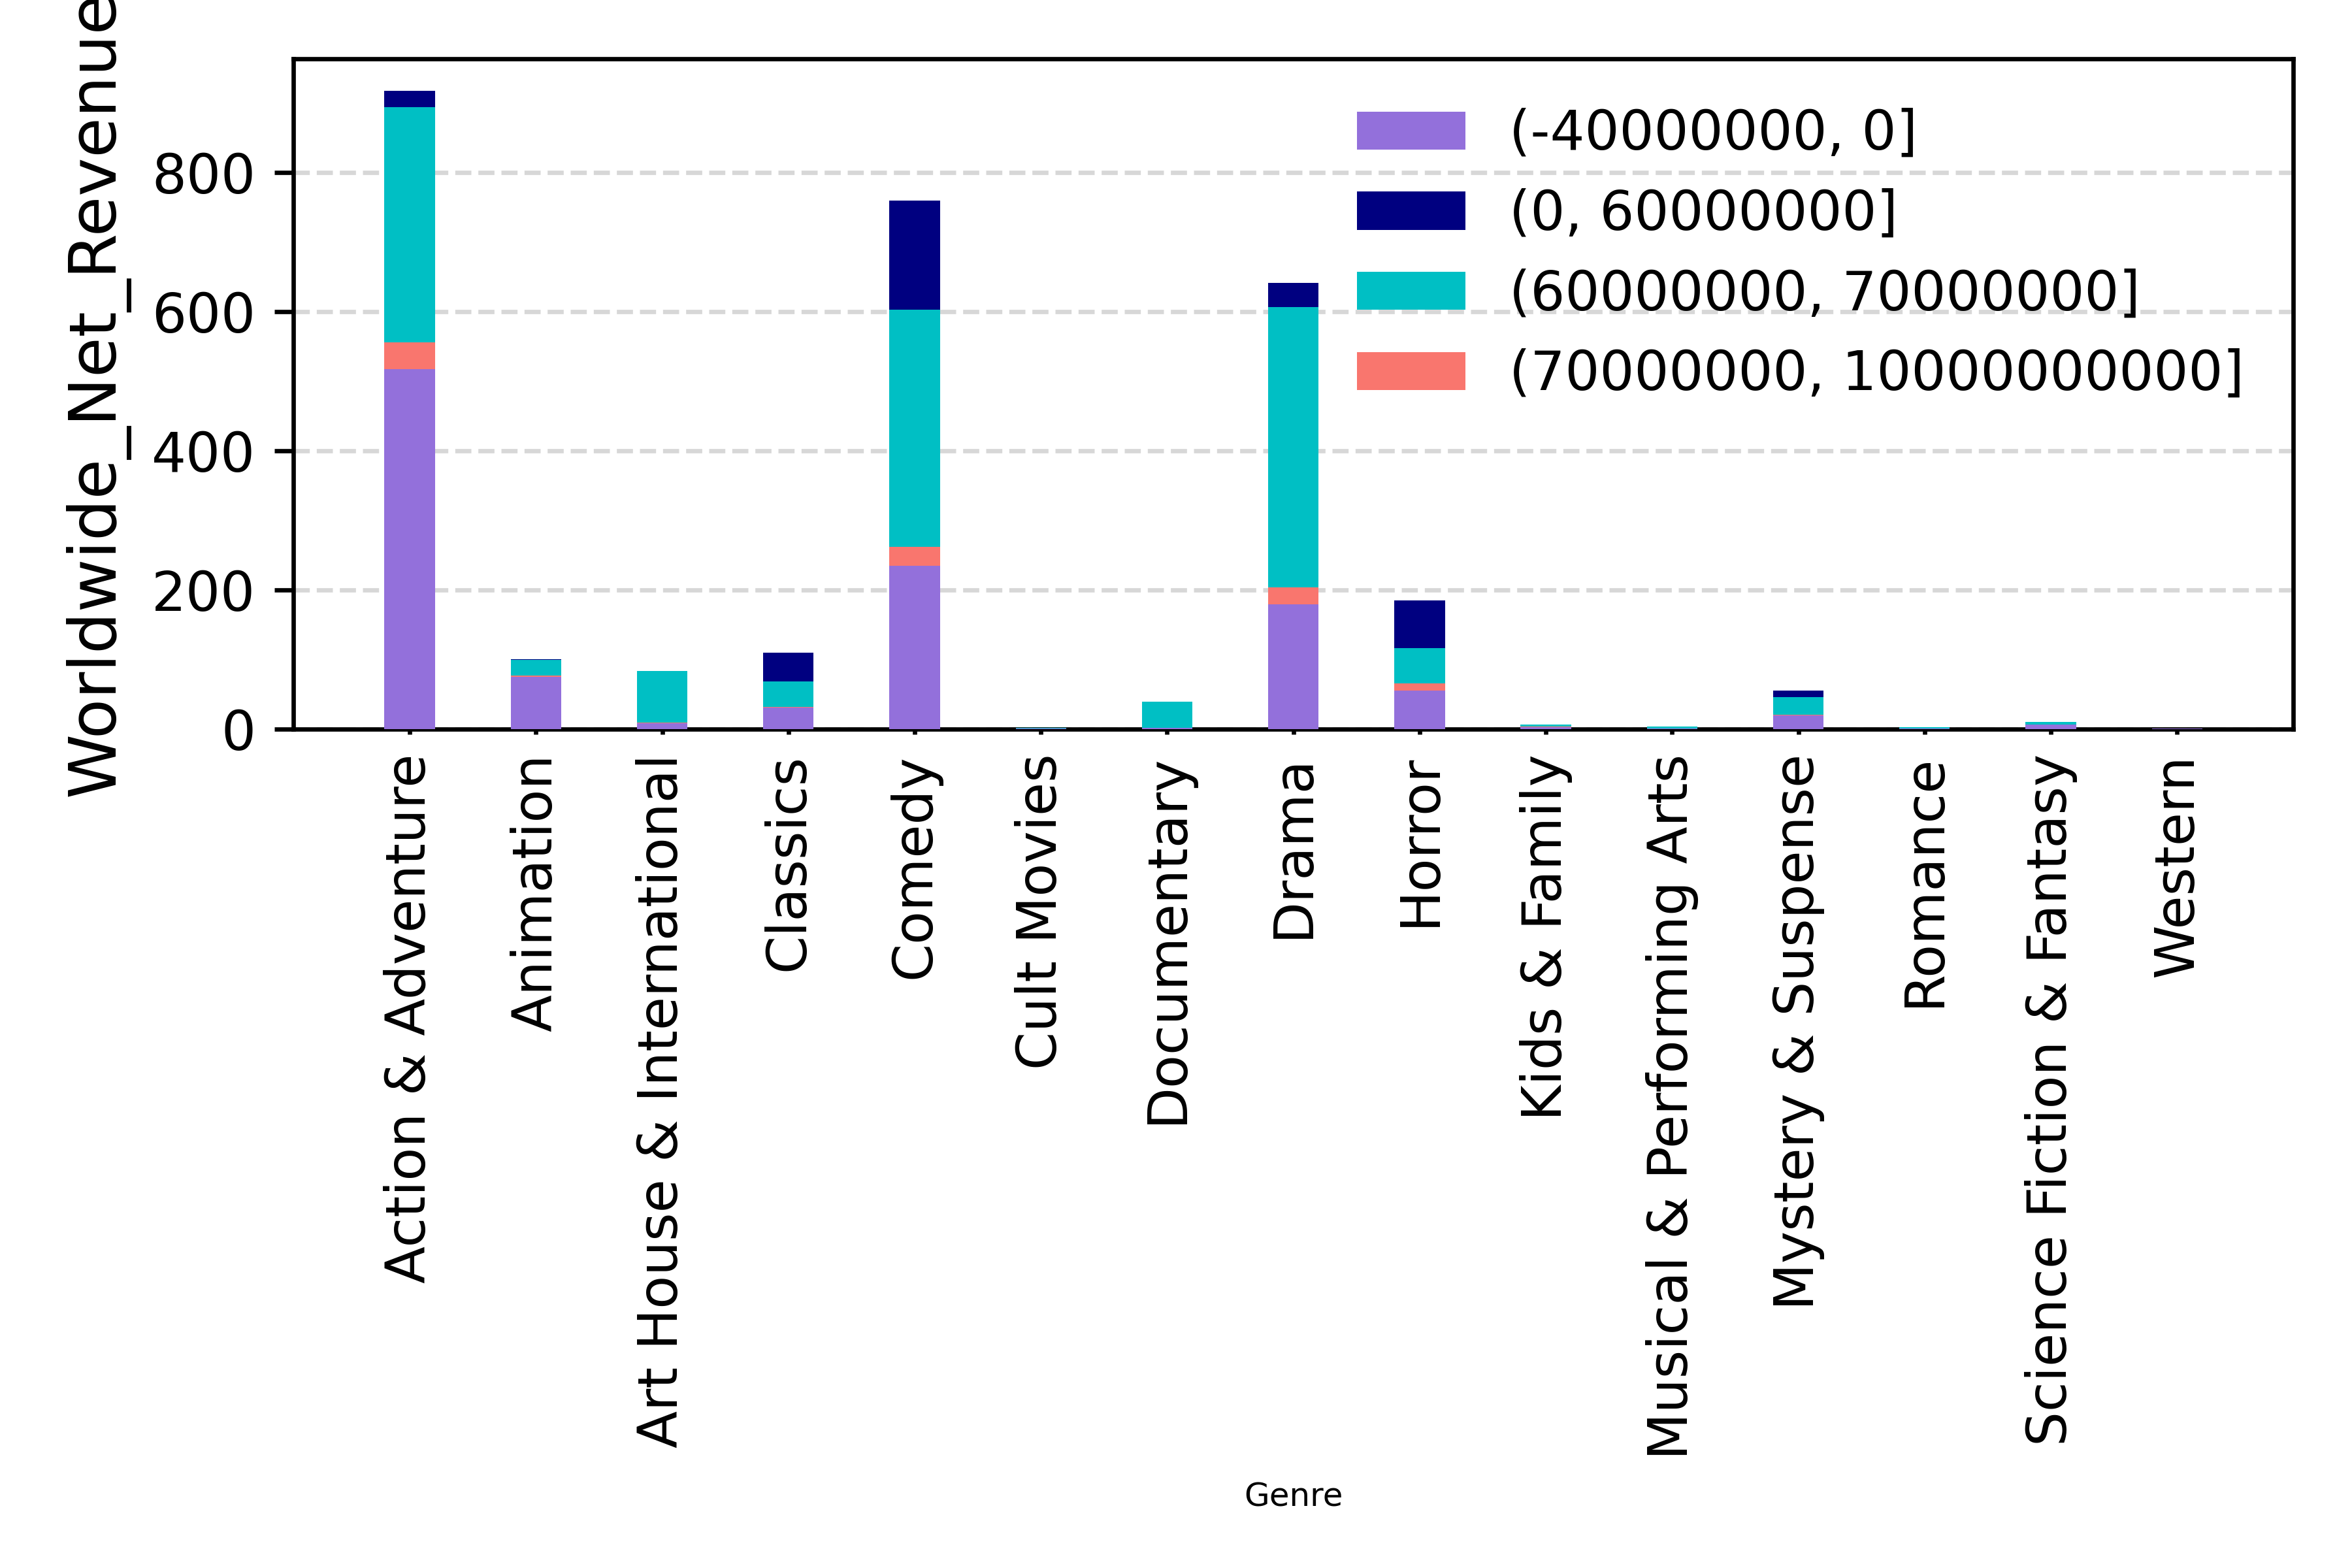 Worldwide_Net_Revenue
800
600
400
200
0
(-40000000, 0]
(0, 60000000]
(60000000, 70000000]
(70000000, 10000000000]
Action & Adventure
Animation
Art House & International
Classics
Comedy
Cult Movies
Documentary
Drama
Horror
Kids & Family
Musical & Performing Arts
Mystery & Suspense
Romance
Science Fiction & Fantasy
Western
Genre